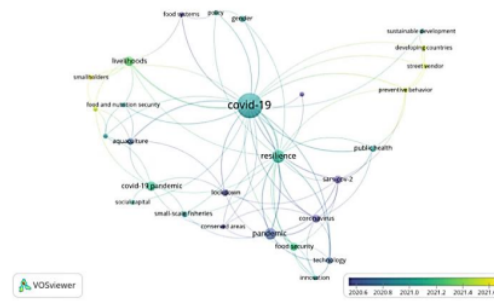 food systems
policy
gender
sustainable development
developing countries
livelihoods
street vendor
smallholders
preventive behavior
covid-19
food and nutrition security
aquaculture
public health
resilience
covid-19 pandemic
sars-cov-2
lockdown
social capital
small-scale fisheries
coronavirus
conserved areas
pandemic
food security
technology
innovation
VOSviewer
2020.6 2020.8 2021.0 2021.2 2021.4